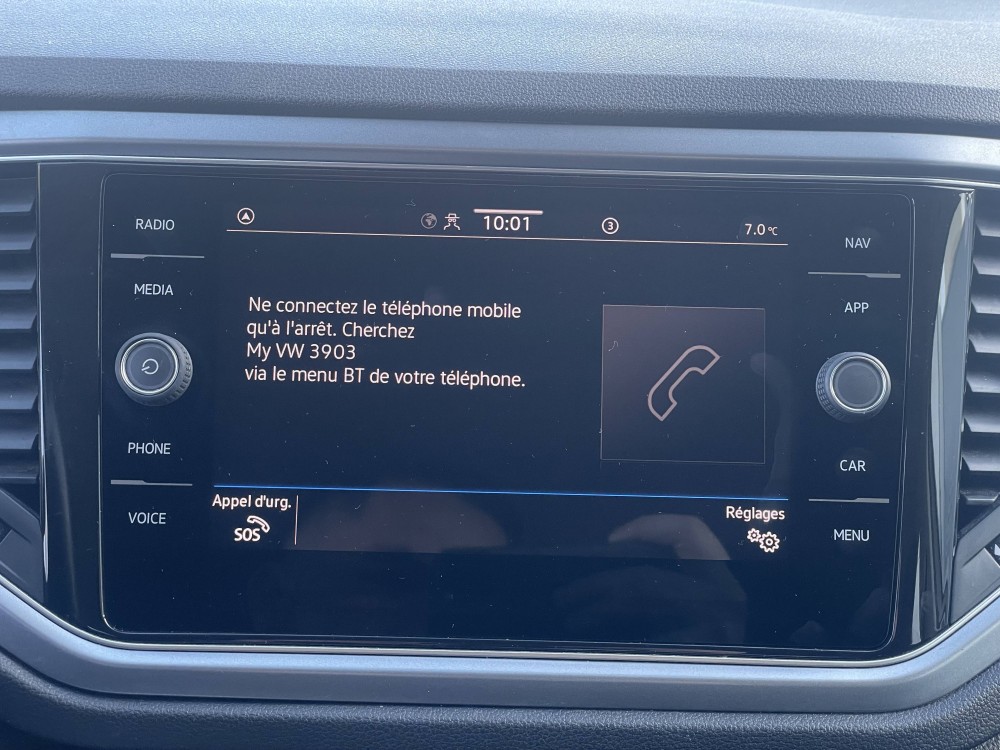 RADIO
MEDIA
PHONE
VOICE
10:01
3
7.0°C
Ne connectez le téléphone mobile
qu'à l'arrêt. Cherchez
My VW 3903
via le menu BT de votre téléphone.
Appel d'urg.
SOS
Réglages
NAV
APP
CAR
MENU